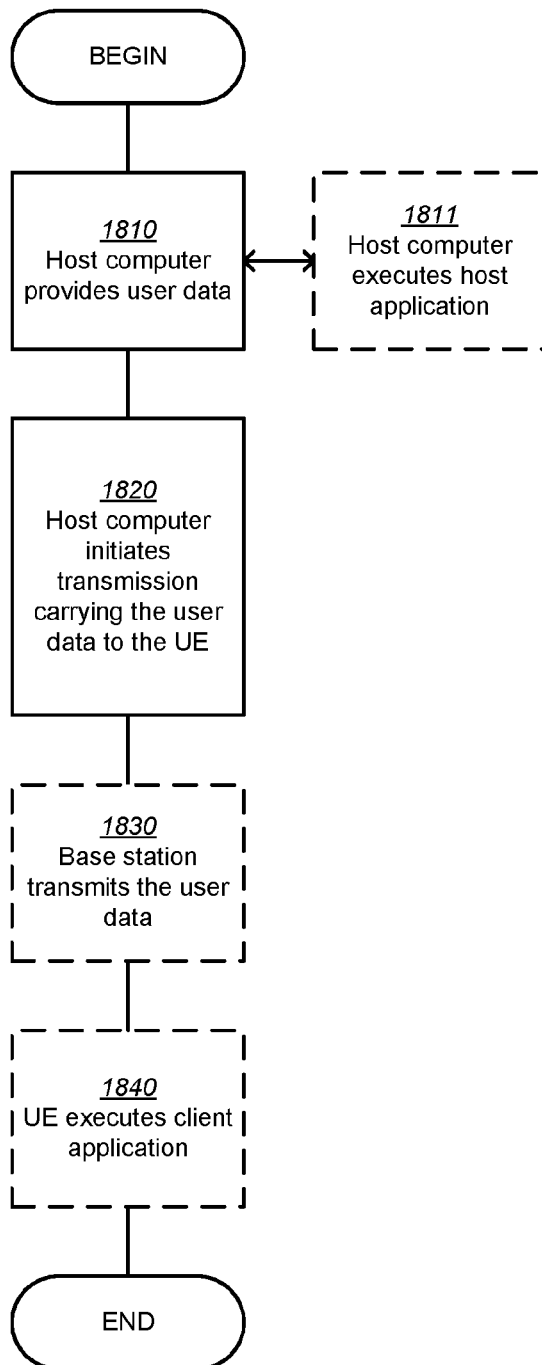 BEGIN
1810
Host computer
provides user data
1811
Host computer
executes host
application
1820
Host computer
initiates
transmission
carrying the user
data to the UE
1830
Base station
transmits the user
data
1840
UE executes client
application
END